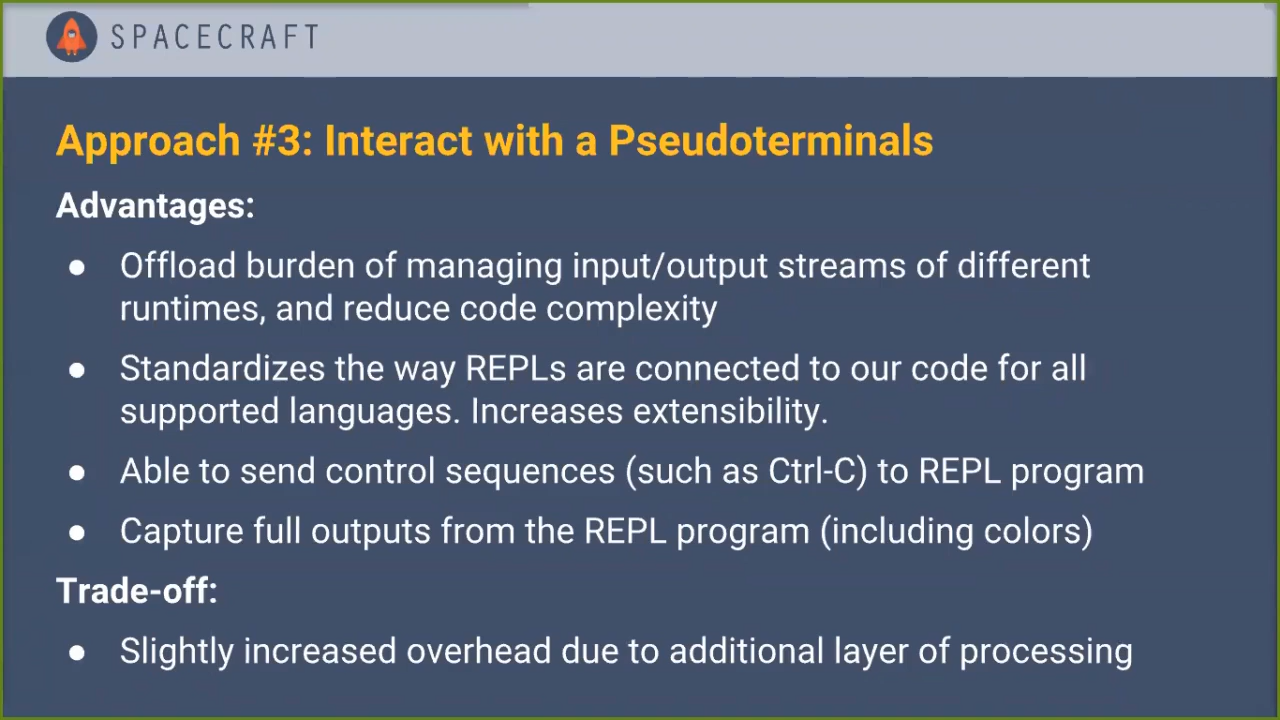 SPACECRAFT
Approach #3: Interact with a Pseudoterminals
Advantages:
● Offload burden of managing input/output streams of different
runtimes, and reduce code complexity
● Standardizes the way REPLs are connected to our code for all
supported languages. Increases extensibility.
● Able to send control sequences (such as Ctrl-C) to REPL program
● Capture full outputs from the REPL program (including colors)
Trade-off:
● Slightly increased overhead due to additional layer of processing